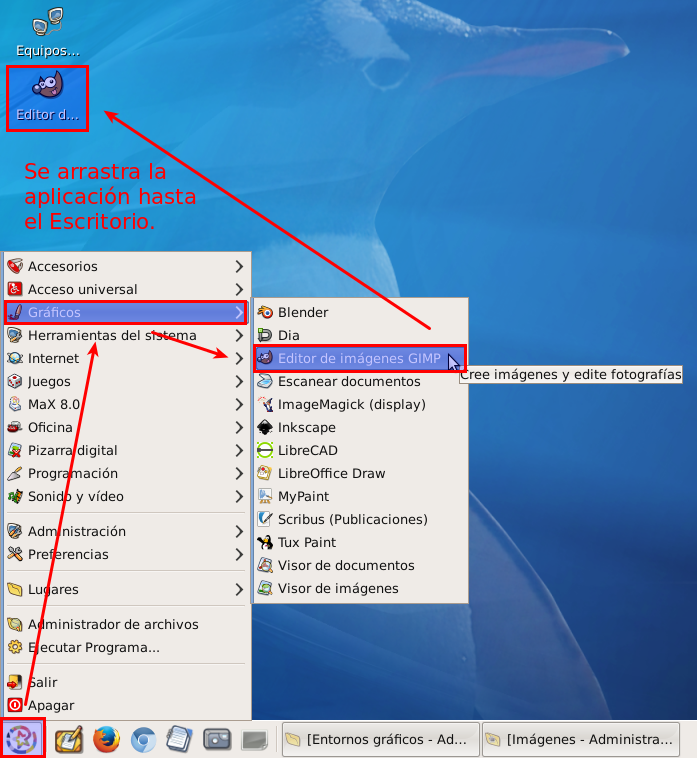 Equipos...
Editor d...
Se arrastra la
aplicación hasta
el Escritorio.
Accesorios
Acceso universal
Gráficos
Herramientas del sistema
Internet
Juegos
MaX 8.0
Oficina
Pizarra digital
Programación
Sonido y vídeo
Administración
Preferencias
Lugares
Administrador de archivos
Ejecutar Programa...
Salir
Apagar
Blender
Dia
Editor de imágenes GIMP
Escanear documentos
ImageMagick (display)
Inkscape
LibreCAD
LibreOffice Draw
MyPaint
Scribus (Publicaciones)
Tux Paint
Visor de documentos
Visor de imágenes
Cree imágenes y edite fotografías
[Entornos gráficos - Ad...
[Imágenes - Administra...